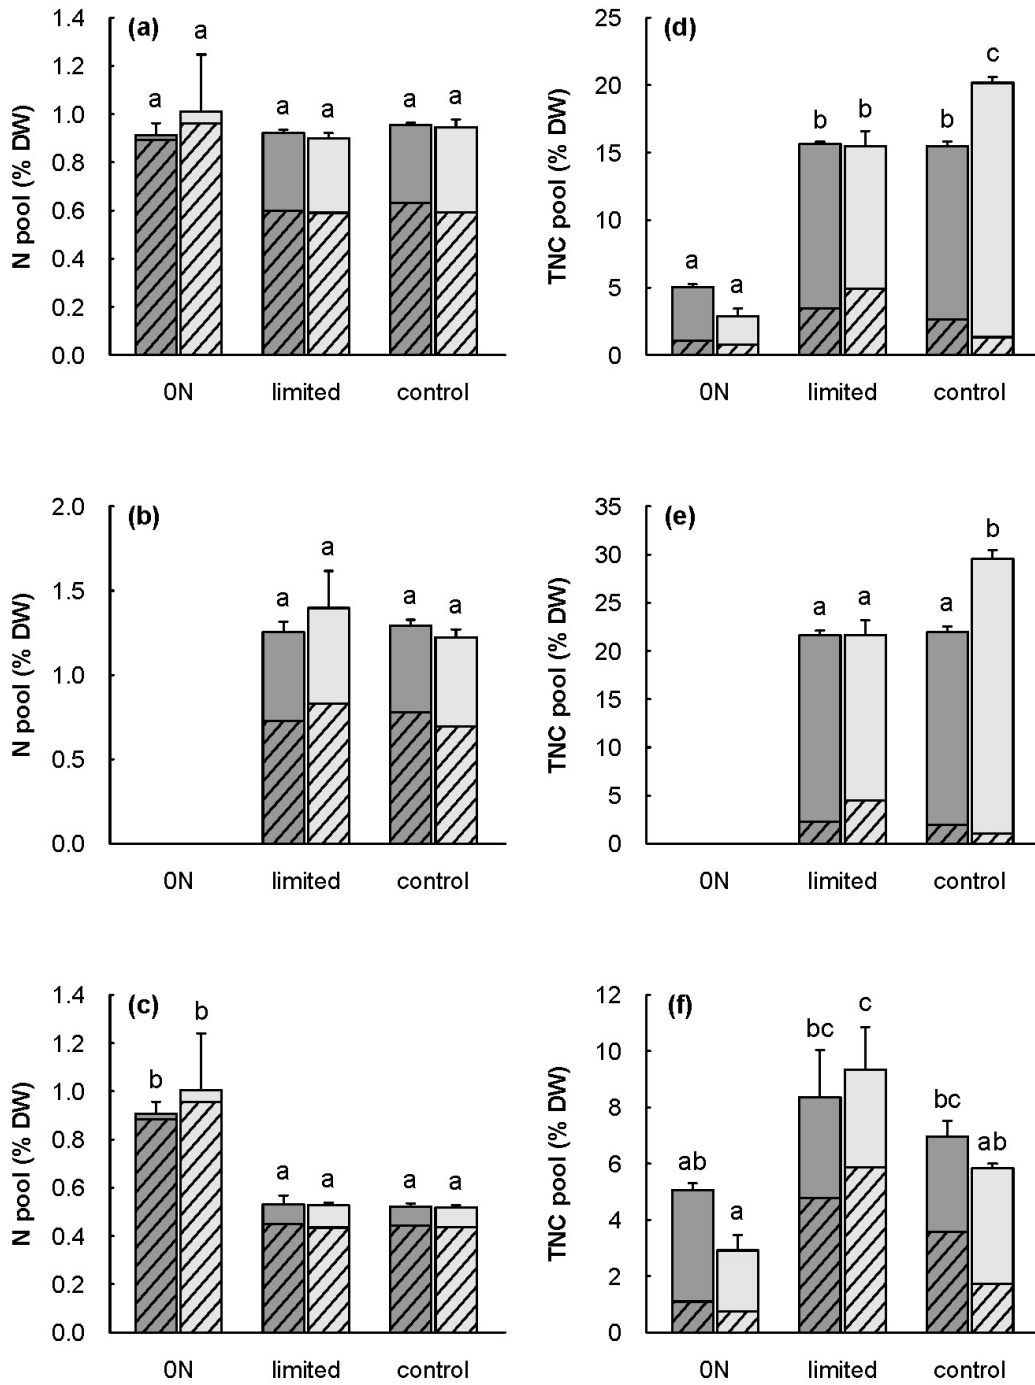 (a)
N pool (% DW)
1.4
1.2
1.0
0.8
0.6
0.4
0.2
0.0
a
a
a
a
a
a
0N
limited
control
(d)
TNC pool (% DW)
25
20
15
10
5
0
a
a
b
b
b
c
0N
limited
control
(b)
N pool (% DW)
2.0
1.5
1.0
0.5
0.0
a
a
a
a
0N
limited
control
(e)
TNC pool (% DW)
35
30
25
20
15
10
5
0
a
a
a
b
0N
limited
control
(c)
N pool (% DW)
1.4
1.2
1.0
0.8
0.6
0.4
0.2
0.0
b
b
a
a
a
a
0N
limited
control
(f)
TNC pool (% DW)
12
10
8
6
4
2
0
ab
a
bc
c
bc
ab
0N
limited
control